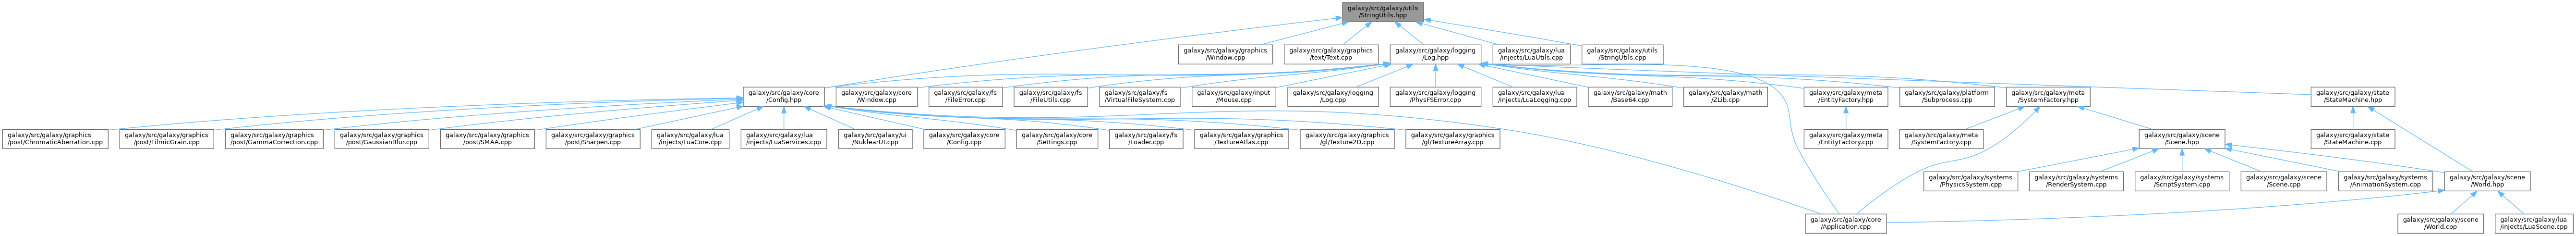 galaxy/src/galaxy/utils
/StringUtils.hpp
galaxy/src/galaxy/graphics
/Window.cpp
galaxy/src/galaxy/graphics
/text/Text.cpp
galaxy/src/galaxy/logging
/Log.hpp
galaxy/src/galaxy/lua
/injects/LuaUtils.cpp
galaxy/src/galaxy/utils
/StringUtils.cpp
galaxy/src/galaxy/core
/Config.hpp
galaxy/src/galaxy/core
/Window.cpp
galaxy/src/galaxy/fs
/FileError.cpp
galaxy/src/galaxy/fs
/FileUtils.cpp
galaxy/src/galaxy/fs
/VirtualFileSystem.cpp
galaxy/src/galaxy/input
/Mouse.cpp
galaxy/src/galaxy/logging
/Log.cpp
galaxy/src/galaxy/logging
/PhysFSError.cpp
galaxy/src/galaxy/lua
/injects/LuaLogging.cpp
galaxy/src/galaxy/math
/Base64.cpp
galaxy/src/galaxy/math
/ZLib.cpp
galaxy/src/galaxy/meta
/EntityFactory.hpp
galaxy/src/galaxy/platform
/Subprocess.cpp
galaxy/src/galaxy/meta
/SystemFactory.hpp
galaxy/src/galaxy/state
/StateMachine.hpp
galaxy/src/galaxy/graphics
/post/ChromaticAberration.cpp
galaxy/src/galaxy/graphics
/post/FilmicGrain.cpp
galaxy/src/galaxy/graphics
/post/GammaCorrection.cpp
galaxy/src/galaxy/graphics
/post/GaussianBlur.cpp
galaxy/src/galaxy/graphics
/post/SMAA.cpp
galaxy/src/galaxy/graphics
/post/Sharpen.cpp
galaxy/src/galaxy/lua
/injects/LuaCore.cpp
galaxy/src/galaxy/lua
/injects/LuaServices.cpp
galaxy/src/galaxy/ui
/NuklearUI.cpp
galaxy/src/galaxy/core
/Config.cpp
galaxy/src/galaxy/core
/Settings.cpp
galaxy/src/galaxy/fs
/Loader.cpp
galaxy/src/galaxy/graphics
/TextureAtlas.cpp
galaxy/src/galaxy/graphics
/gl/Texture2D.cpp
galaxy/src/galaxy/graphics
/gl/TextureArray.cpp
galaxy/src/galaxy/meta
/EntityFactory.cpp
galaxy/src/galaxy/meta
/SystemFactory.cpp
galaxy/src/galaxy/scene
/Scene.hpp
galaxy/src/galaxy/state
/StateMachine.cpp
galaxy/src/galaxy/systems
/PhysicsSystem.cpp
galaxy/src/galaxy/systems
/RenderSystem.cpp
galaxy/src/galaxy/systems
/ScriptSystem.cpp
galaxy/src/galaxy/scene
/Scene.cpp
galaxy/src/galaxy/systems
/AnimationSystem.cpp
galaxy/src/galaxy/scene
/World.hpp
galaxy/src/galaxy/core
/Application.cpp
galaxy/src/galaxy/scene
/World.cpp
galaxy/src/galaxy/lua
/injects/LuaScene.cpp